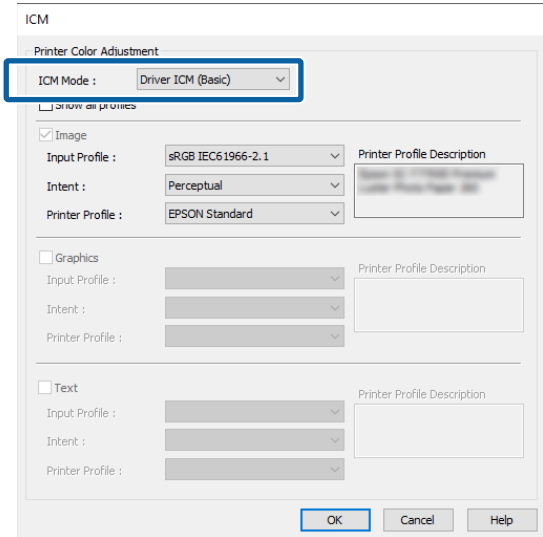 ICM
Printer Color Adjustment
ICM Mode : Driver ICM (Basic)
Show all profiles
Image
Input Profile : sRGB IEC61966-2.1 Printer Profile Description
Intent : Perceptual
Printer Profile : EPSON Standard
Graphics
Input Profile : Printer Profile Description
Intent :
Printer Profile :
Text
Input Profile : Printer Profile Description
Intent :
Printer Profile :
OK Cancel Help